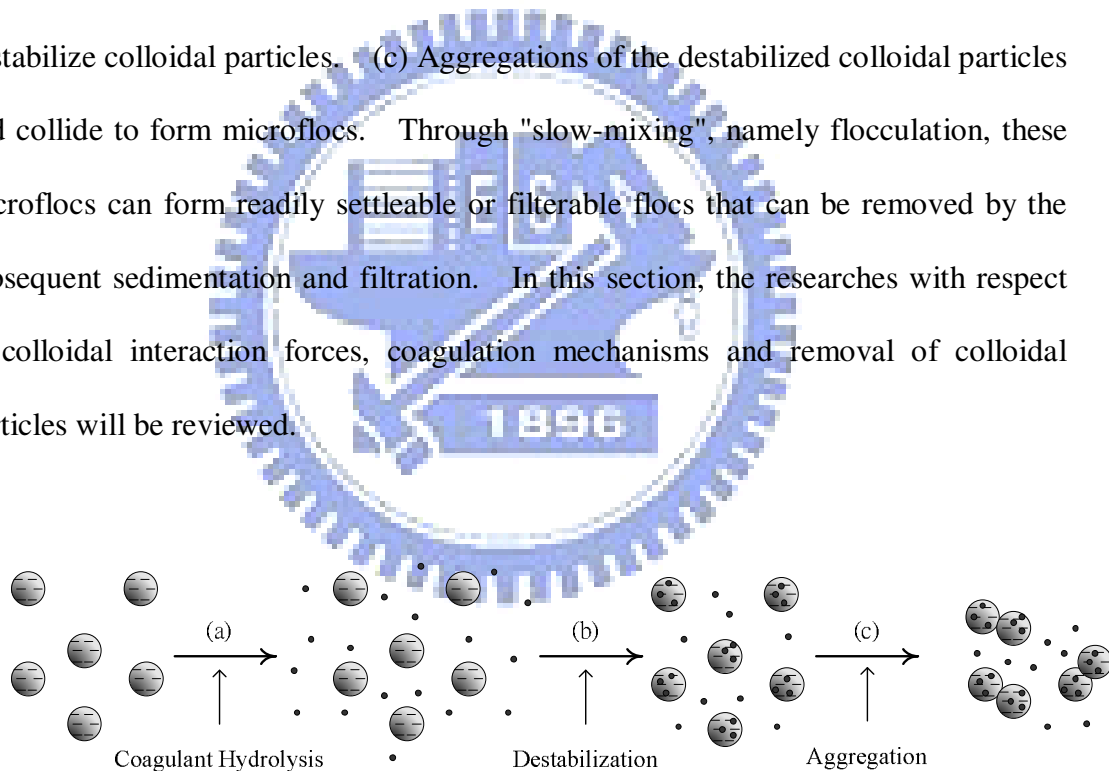 stabilize colloidal particles. (c) Aggregations of the destabilized colloidal particles
d collide to form microflocs. Through "slow-mixing", namely flocculation, these
croflocs can form readily settleable or filterable flocs that can be removed by the
bsequent sedimentation and filtration. In this section, the researches with respect
colloidal interaction forces, coagulation mechanisms and removal of colloidal
rticles will be reviewed.
ES
1896
(a) (b) (c)
Coagulant Hydrolysis Destabilization Aggregation